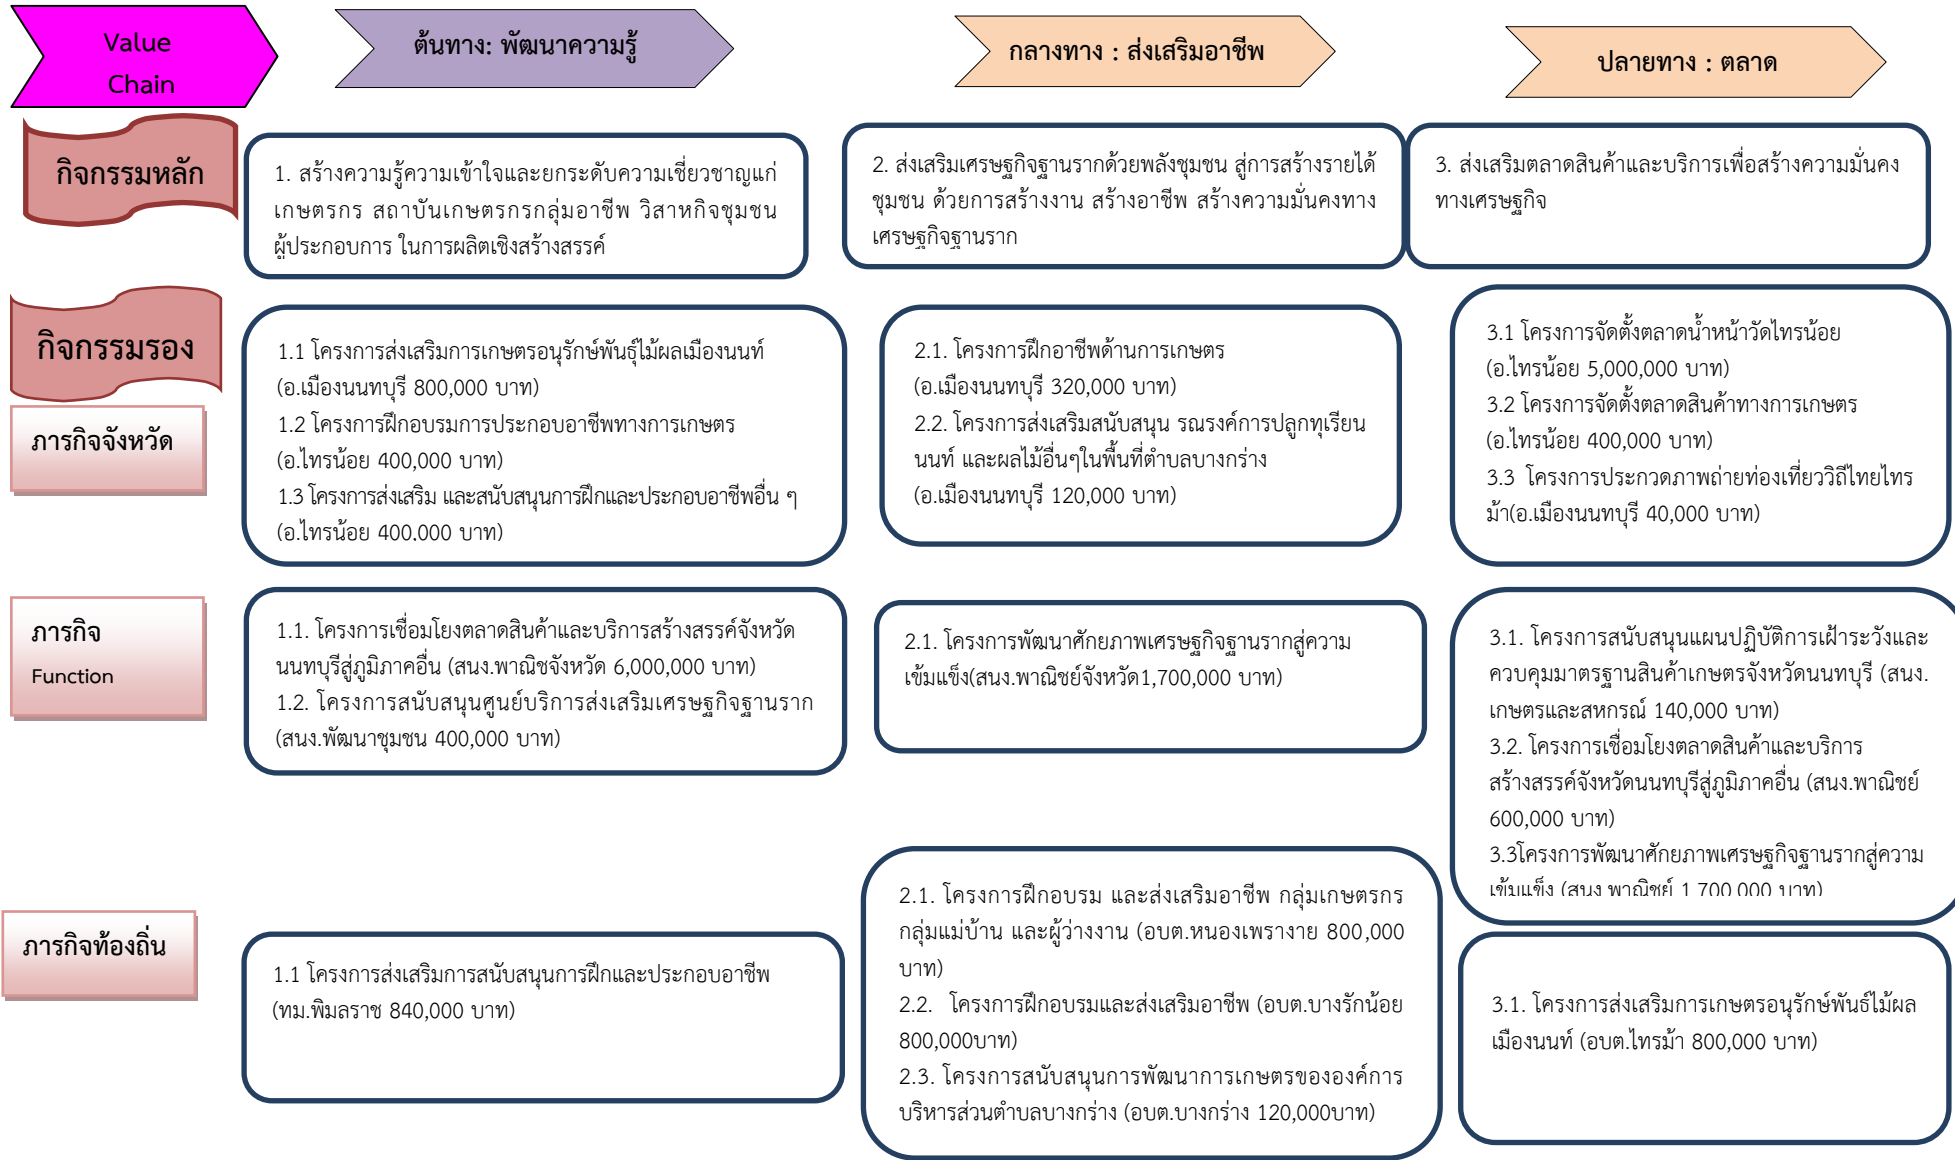 Value
Chain
ต้นทาง: พัฒนาความรู้
กลางทาง : ส่งเสริมอาชีพ
ปลายทาง : ตลาด
กิจกรรมหลัก
1. สร้างความรู้ความเข้าใจและยกระดับความเชี่ยวชาญแก่
เกษตรกร สถาบันเกษตรกรกลุ่มอาชีพ วิสาหกิจชุมชน
ผู้ประกอบการ ในการผลิตเชิงสร้างสรรค์
2. ส่งเสริมเศรษฐกิจฐานรากด้วยพลังชุมชน สู่การสร้างรายได้
ชุมชน ด้วยการสร้างงาน สร้างอาชีพ สร้างความมั่นคงทาง
เศรษฐกิจฐานราก
3. ส่งเสริมตลาดสินค้าและบริการเพื่อสร้างความมั่นคง
ทางเศรษฐกิจ
กิจกรรมรอง
ภารกิจจังหวัด
1.1 โครงการส่งเสริมการเกษตรอนุรักษ์พันธุ์ไม้ผลเมืองนนท์
(อ.เมืองนนทบุรี 800,000 บาท)
1.2 โครงการฝึกอบรมการประกอบอาชีพทางการเกษตร
(อ.ไทรน้อย 400,000 บาท)
1.3 โครงการส่งเสริม และสนับสนุนการฝึกและประกอบอาชีพอื่น ๆ
(อ.ไทรน้อย 400.000 บาท)
2.1. โครงการฝึกอาชีพด้านการเกษตร
(อ.เมืองนนทบุรี 320,000 บาท)
2.2. โครงการส่งเสริมสนับสนุน รณรงค์การปลูกทุเรียน
นนท์ และผลไม้อื่นๆในพื้นที่ตำบลบางกร่าง
(อ.เมืองนนทบุรี 120,000 บาท)
3.1 โครงการจัดตั้งตลาดน้ำหน้าวัดไทรน้อย
(อ.ไทรน้อย 5,000,000 บาท)
3.2 โครงการจัดตั้งตลาดสินค้าทางการเกษตร
(อ.ไทรน้อย 400,000 บาท)
3.3 โครงการประกวดภาพถ่ายท่องเที่ยววิถีไทยไทร
ม้า(อ.เมืองนนทบุรี 40,000 บาท)
ภารกิจ
Function
1.1. โครงการเชื่อมโยงตลาดสินค้าและบริการสร้างสรรค์จังหวัด
นนทบุรีสู่ภูมิภาคอื่น (สนง.พาณิชจังหวัด 6,000,000 บาท)
1.2. โครงการสนับสนุนศูนย์บริการส่งเสริมเศรษฐกิจฐานราก
(สนง.พัฒนาชุมชน 400,000 บาท)
2.1. โครงการพัฒนาศักยภาพเศรษฐกิจฐานรากสู่ความ
เข้มแข็ง(สนง.พาณิชย์จังหวัด1,700,000 บาท)
3.1. โครงการสนับสนุนแผนปฏิบัติการเฝ้าระวังและ
ควบคุมมาตรฐานสินค้าเกษตรจังหวัดนนทบุรี (สนง.
เกษตรและสหกรณ์ 140,000 บาท)
3.2. โครงการเชื่อมโยงตลาดสินค้าและบริการ
สร้างสรรค์จังหวัดนนทบุรีสู่ภูมิภาคอื่น (สนง.พาณิชย์
600,000 บาท)
3.3โครงการพัฒนาศักยภาพเศรษฐกิจฐานรากสู่ความ
เข้มแข็ง (สนง.พาณิชย์ 1,700,000 บาท)
ภารกิจท้องถิ่น
1.1 โครงการส่งเสริมการสนับสนุนการฝึกและประกอบอาชีพ
(ทม.พิมลราช 840,000 บาท)
2.1. โครงการฝึกอบรม และส่งเสริมอาชีพ กลุ่มเกษตรกร
กลุ่มแม่บ้าน และผู้ว่างงาน (อบต.หนองเพรางาย 800,000
บาท)
2.2. โครงการฝึกอบรมและส่งเสริมอาชีพ (อบต.บางรักน้อย
800,000บาท)
2.3. โครงการสนับสนุนการพัฒนาการเกษตรขององค์การ
บริหารส่วนตำบลบางกร่าง (อบต.บางกร่าง 120,000บาท)
3.1. โครงการส่งเสริมการเกษตรอนุรักษ์พันธ์ไม้ผล
เมืองนนท์ (อบต.ไทรม้า 800,000 บาท)